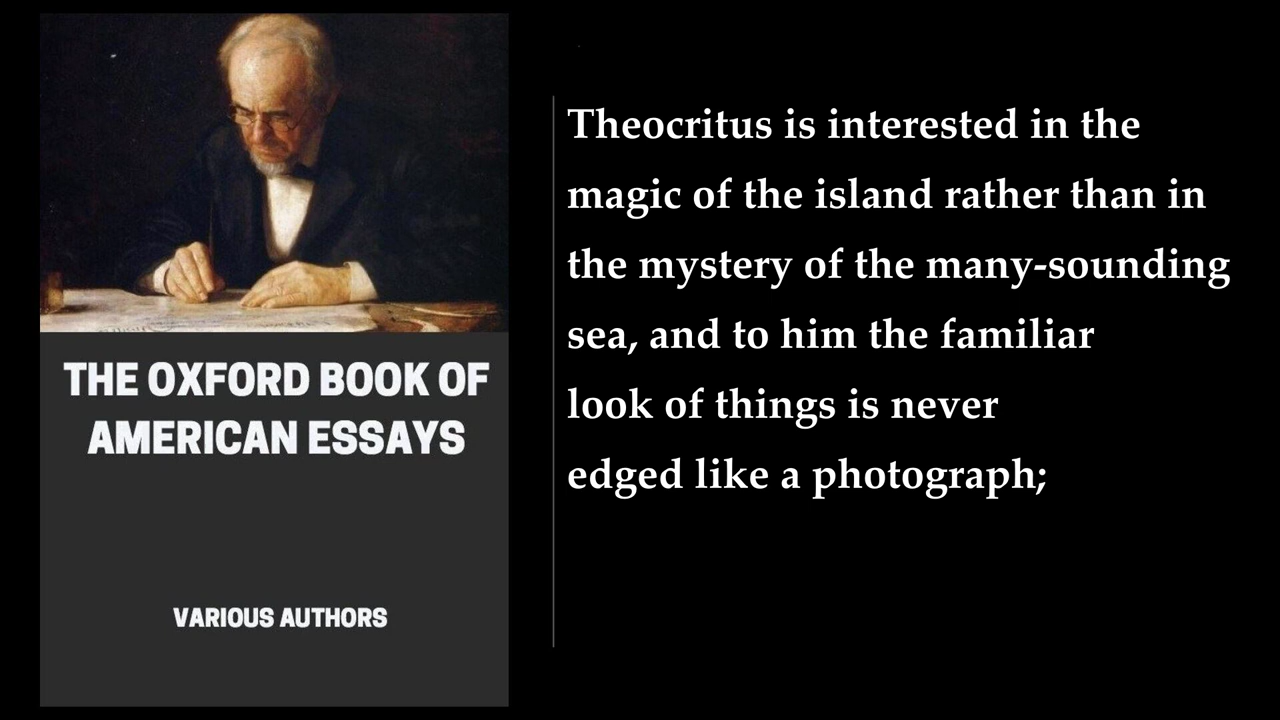 THE OXFORD BOOK OF
AMERICAN ESSAYS
VARIOUS AUTHORS
Theocritus is interested in the
magic of the island rather than in
the mystery of the many-sounding
sea, and to him the familiar
look of things is never
edged like a photograph;